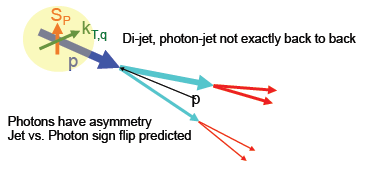 S_P
k_T,q
p
Di-jet, photon-jet not exactly back to back
p
Photons have asymmetry
Jet vs. Photon sign flip predicted